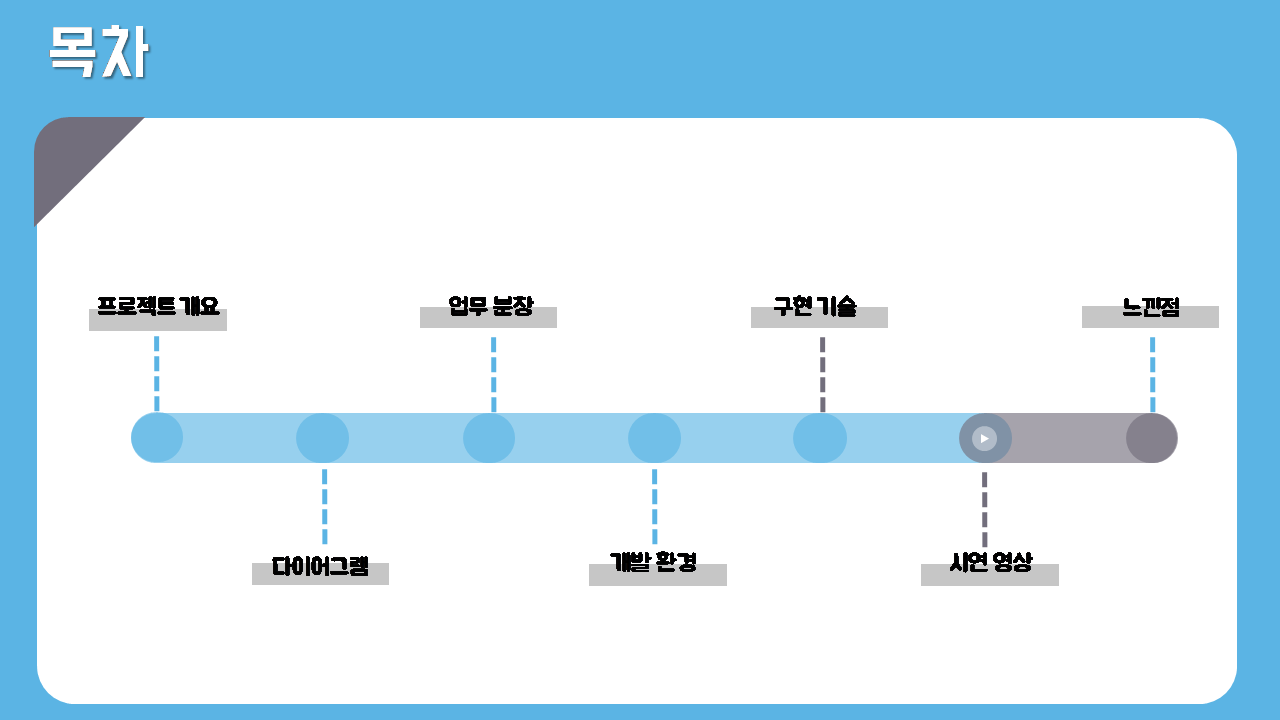 목차
프로젝트 개요
다이어그램
업무 분장
개발 환경
구현 기술
시연 영상
느낀점